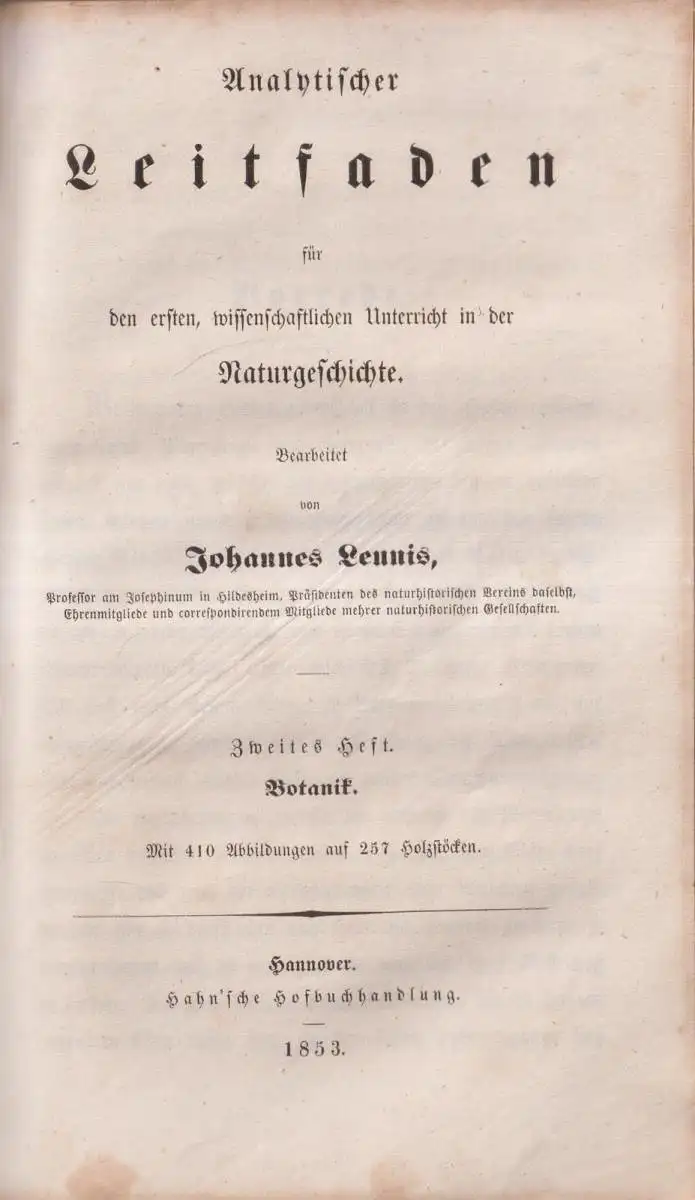 Analytischer
Leitfaden
für
den ersten, wissenschaftlichen Unterricht in der
Naturgeschichte.
Bearbeitet
von
Johannes Leunis,
Professor am Josephinum in Hildesheim, Präsidenten des naturhistorischen Vereins daselbst,
Ehrenmitgliede und correspondirendem Mitgliede mehrer naturhistorischen Gesellschaften.
Zweites Heft.
Botanik.
Mit 410 Abbildungen auf 257 Holzstöcken.
Hannover.
Hahn'sche Hofbuchhandlung.
1853.